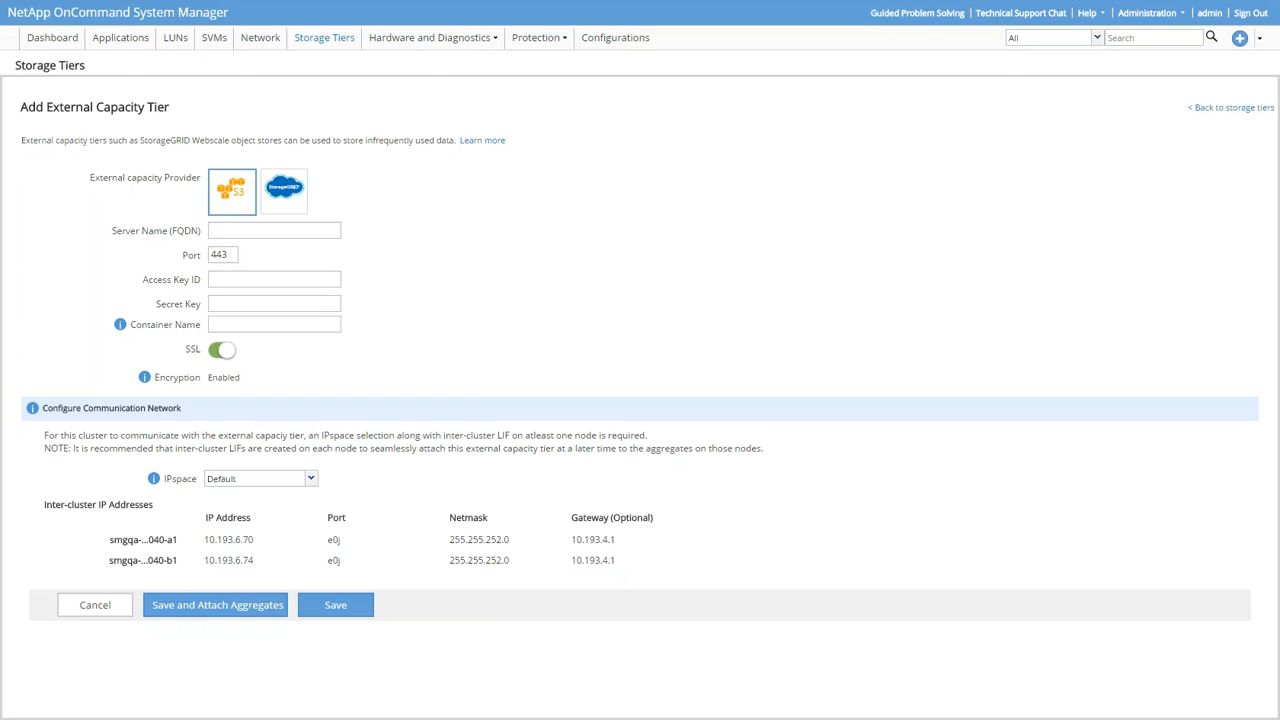 NetApp OnCommand System Manager
Guided Problem Solving | Technical Support Chat | Help | Administration | admin | Sign Out
Dashboard Applications LUNs SVMs Network Storage Tiers Hardware and Diagnostics Protection Configurations
All Search
Storage Tiers
Add External Capacity Tier
< Back to storage tiers
External capacity tiers such as StorageGRID Webscale object stores can be used to store infrequently used data. Learn more
External capacity Provider S3 StorageGRID
Server Name (FQDN)
Port 443
Access Key ID
Secret Key
Container Name
SSL
Encryption Enabled
Configure Communication Network
For this cluster to communicate with the external capaciy tier, an IPspace selection along with inter-cluster LIF on atleast one node is required.
NOTE: It is recommended that inter-cluster LIFs are created on each node to seamlessly attach this external capacity tier at a later time to the aggregates on those nodes.
IPspace Default
Inter-cluster IP Addresses
IP Address Port Netmask Gateway (Optional)
smgqa-...040-a1 10.193.6.70 e0j 255.255.252.0 10.193.4.1
smgqa-...040-b1 10.193.6.74 e0j 255.255.252.0 10.193.4.1
Cancel Save and Attach Aggregates Save